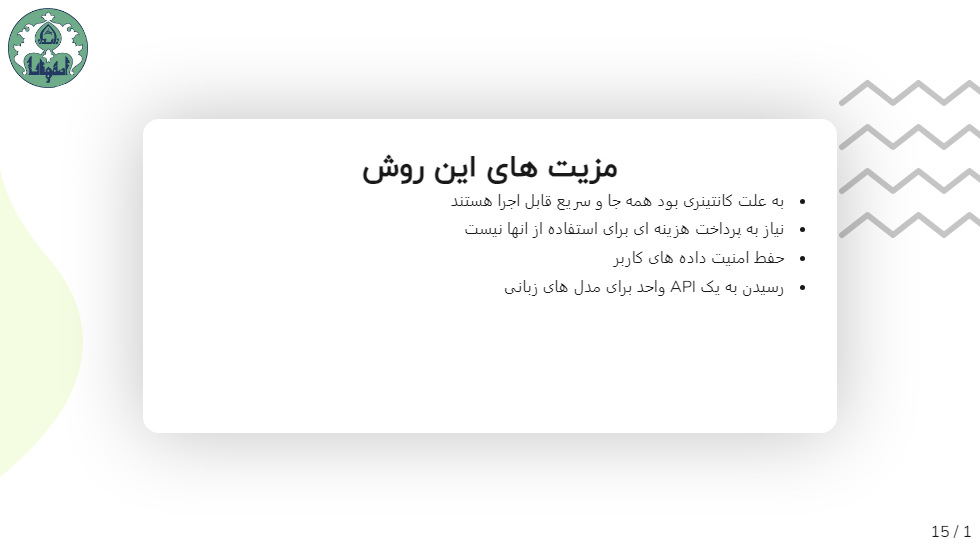 مزیت های این روش
به علت کانتینری بود همه جا و سریع قابل اجرا هستند
نیاز به پرداخت هزینه ای برای استفاده از انها نیست
حفظ امنیت داده های کاربر
رسیدن به یک API واحد برای مدل های زبانی
15 / 1